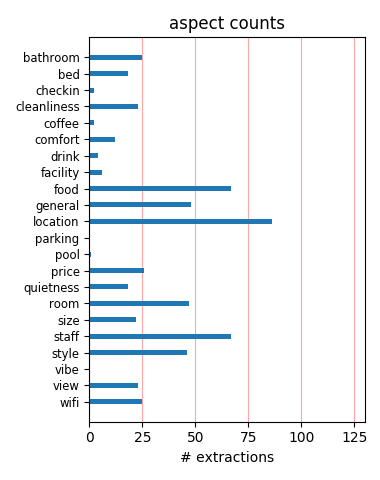 aspect counts
bathroom
bed
checkin
cleanliness
coffee
comfort
drink
facility
food
general
location
parking
pool
price
quietness
room
size
staff
style
vibe
view
wifi
0 25 50 75 100 125
# extractions